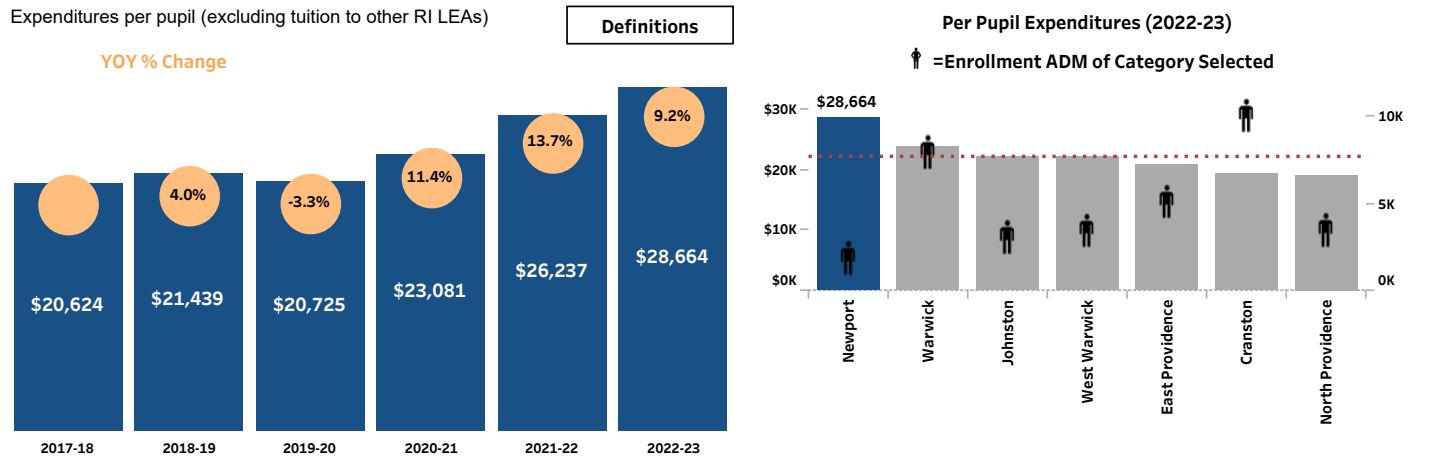 Expenditures per pupil (excluding tuition to other RI LEAs)
Definitions
YOY % Change
4.0%
-3.3%
11.4%
13.7%
9.2%
$20,624
$21,439
$20,725
$23,081
$26,237
$28,664
2017-18
2018-19
2019-20
2020-21
2021-22
2022-23
Per Pupil Expenditures (2022-23)
=Enrollment ADM of Category Selected
$30K
$20K
$10K
$0K
$28,664
10K
5K
0K
Newport
Warwick
Johnston
West Warwick
East Providence
Cranston
North Providence